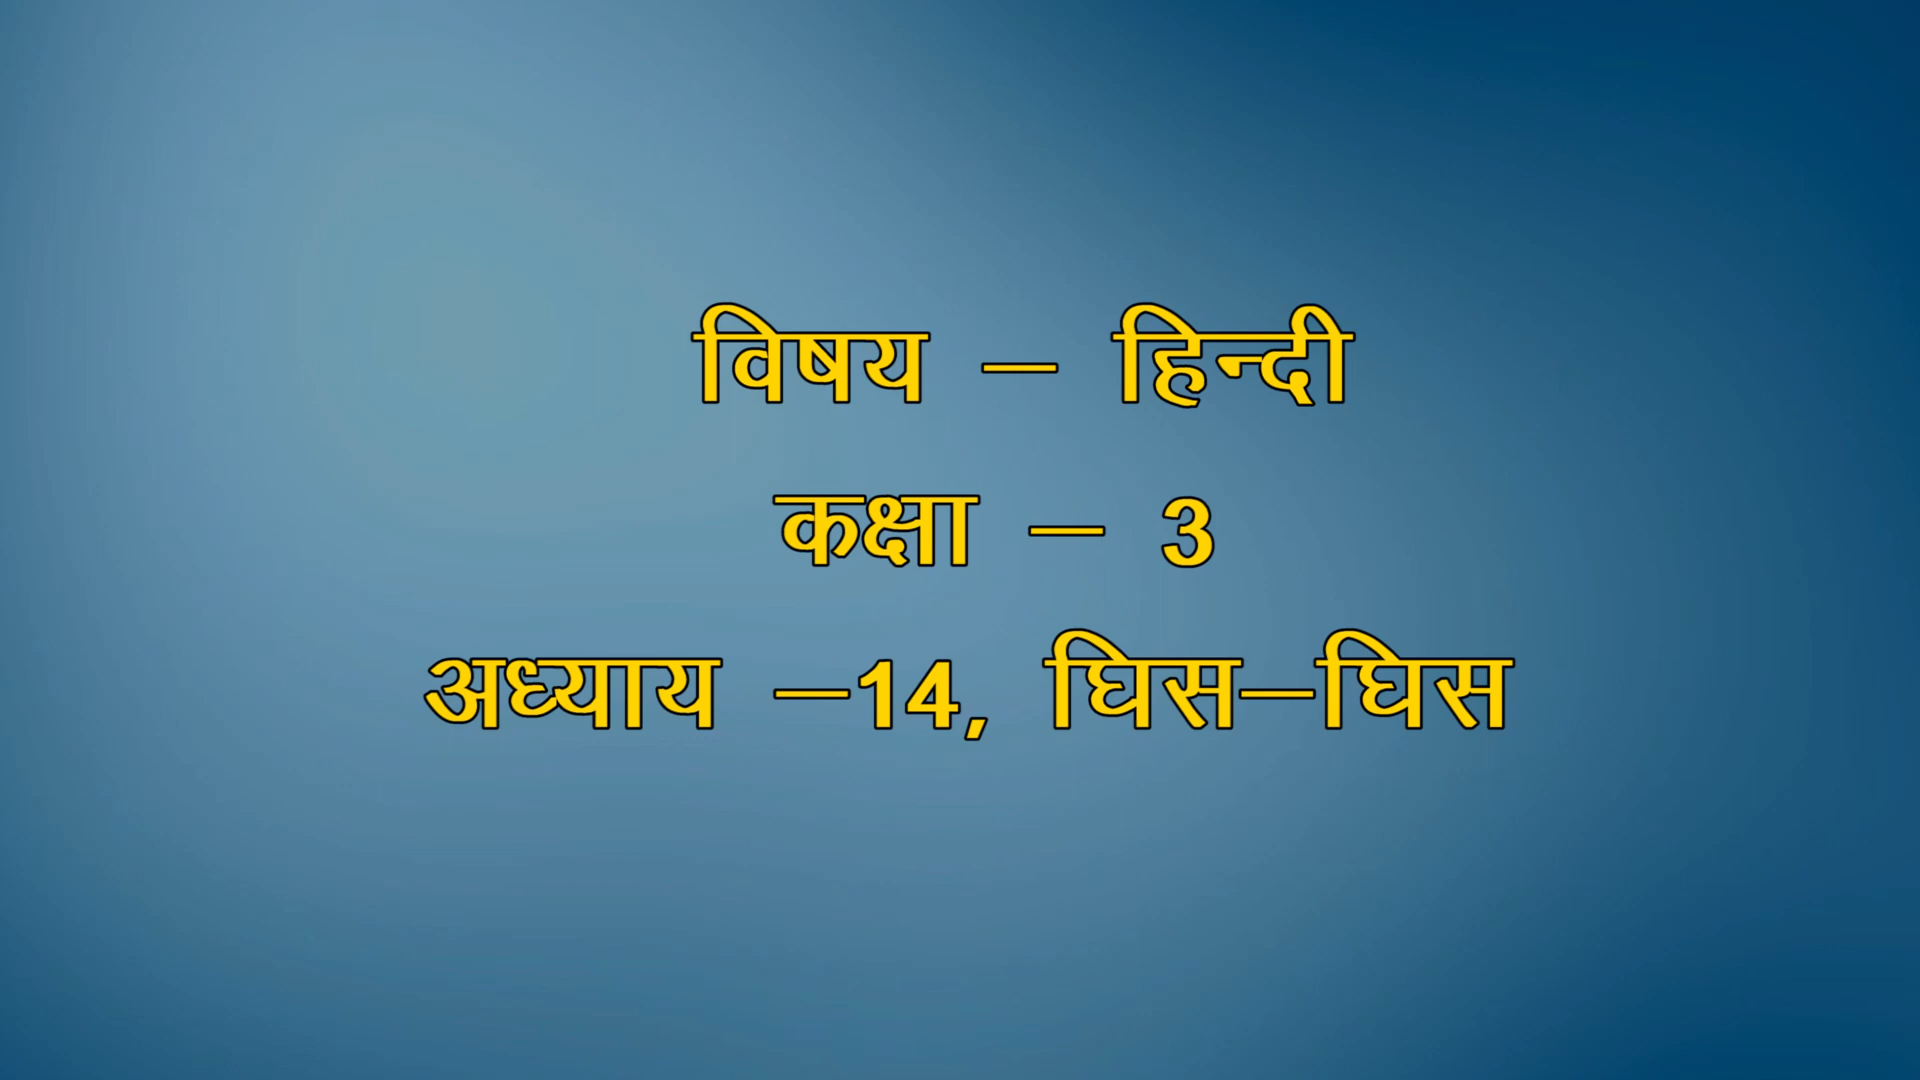 विषय – हिन्दी
कक्षा – 3
अध्याय –14, घिस–घिस